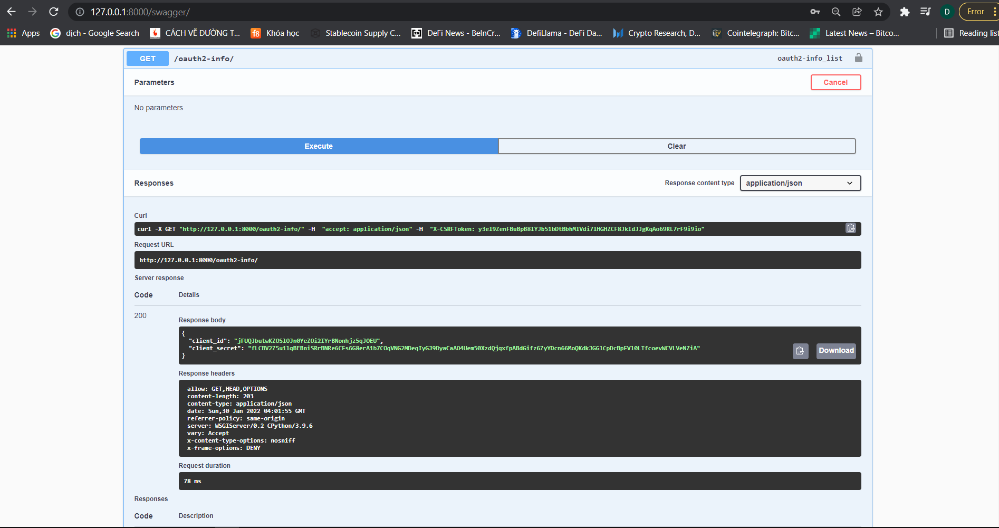 127.0.0.1:8000/swagger/
D
Error
Apps
dịch - Google Search
CÁCH VẼ ĐƯỜNG T...
f8
Khóa học
Stablecoin Supply C...
DeFi News - BeInCr...
DefiLlama - DeFi Da...
Crypto Research, D...
Cointelegraph: Bitc...
Latest News – Bitco...
Reading list
GET /oauth2-info/ oauth2-info_list
Parameters
Cancel
No parameters
Execute
Clear
Responses
Response content type
application/json
Curl
curl -X GET "http://127.0.0.1:8000/oauth2-info/" -H "accept: application/json" -H "X-CSRFToken:
Request URL
http://127.0.0.1:8000/oauth2-info/
Server response
Code Details
200
Response body
{
"client_id":
"client_secret":
}
Download
Response headers
allow: GET,HEAD,OPTIONS
content-length: 203
content-type: application/json
date: Sun,30 Jan 2022 04:01:55 GMT
referrer-policy: same-origin
server: WSGIServer/0.2 CPython/3.9.6
vary: Accept
x-content-type-options: nosniff
x-frame-options: DENY
Request duration
78 ms
Responses
Code Description